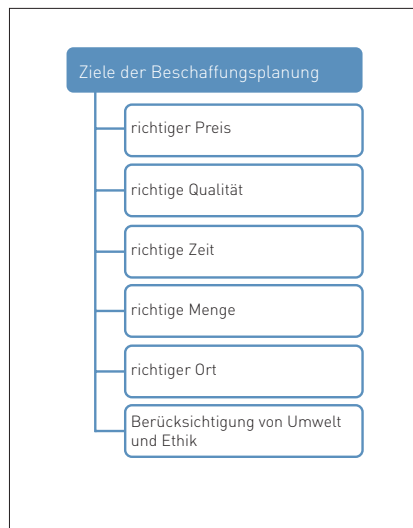 Ziele der Beschaffungsplanung
richtiger Preis
richtige Qualität
richtige Zeit
richtige Menge
richtiger Ort
Berücksichtigung von Umwelt
und Ethik